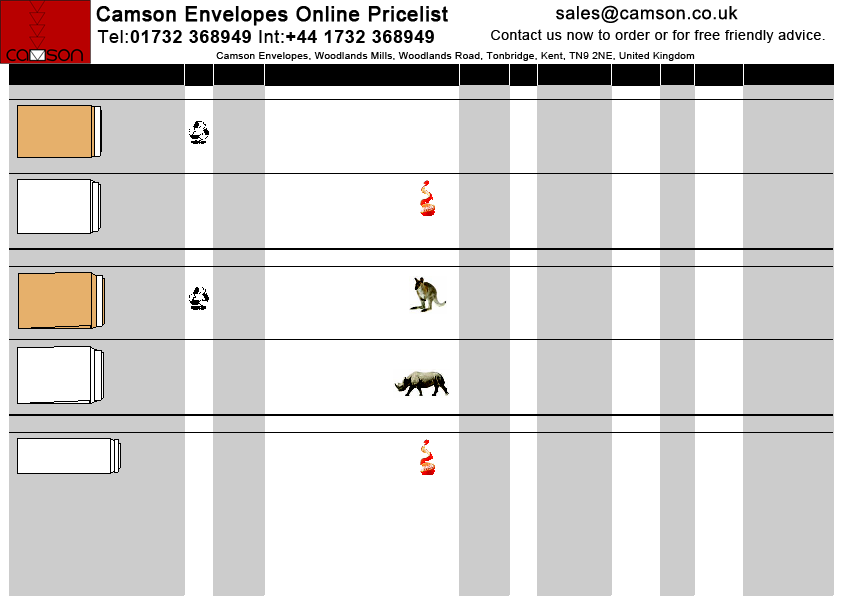 Camson Envelopes Online Pricelist
sales@camson.co.uk
Tel:01732 368949 Int:+44 1732 368949
Contact us now to order or for free friendly advice.
camson
Camson Envelopes, Woodlands Mills, Woodlands Road, Tonbridge, Kent, TN9 2NE, United Kingdom